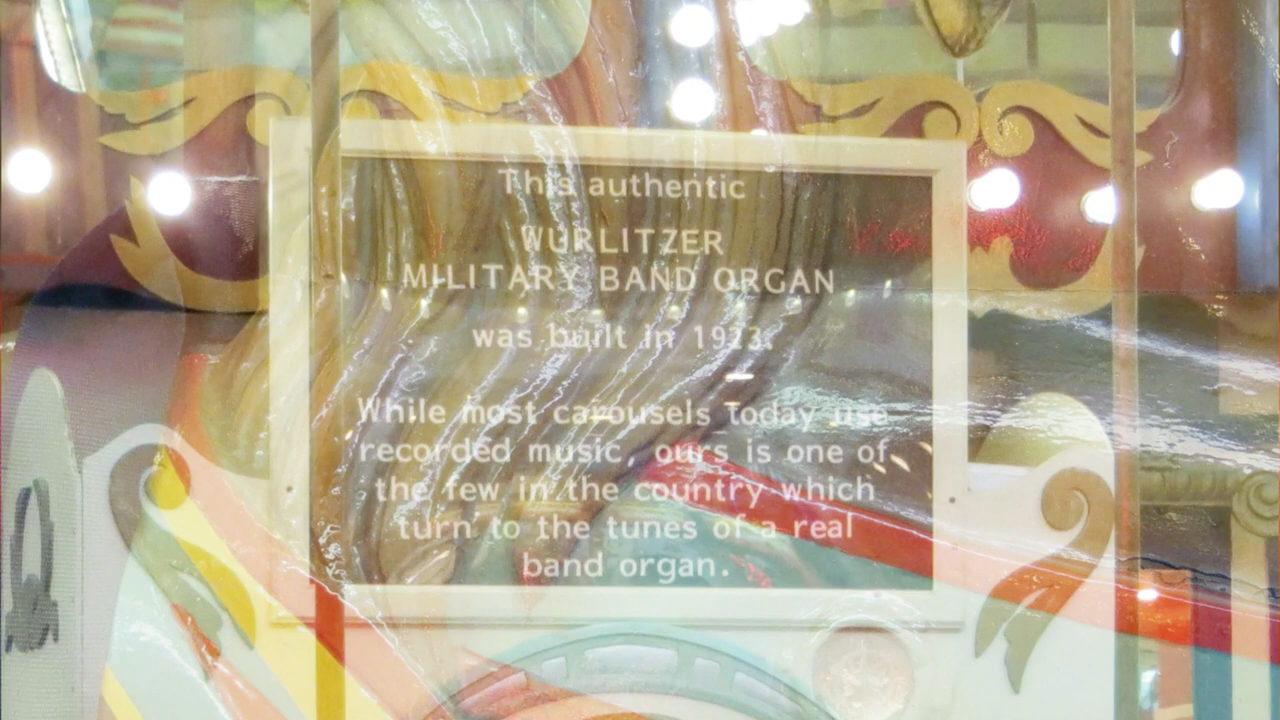 This authentic
WURLITZER
MILITARY BAND ORGAN
was built in 1923.
While most carousels today use
recorded music, ours is one of
the few in the country which
turn to the tunes of a real
band organ.